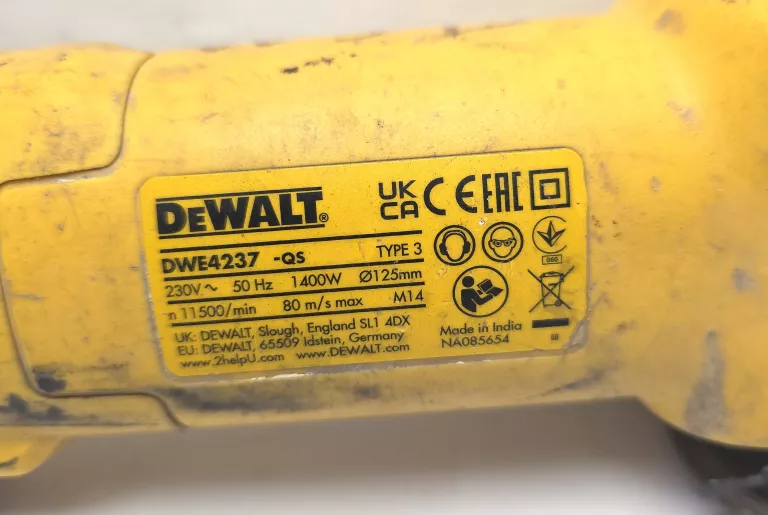 DEWALT®
UK CA CE EAC
DWE4237 -QS TYPE 3
230V ~ 50 Hz 1400W Ø125mm
n 11500/min 80 m/s max M14
UK: DEWALT, Slough, England SL1 4DX
EU: DEWALT, 65509 Idstein, Germany
www.2helpU.com www.DEWALT.com
060
Made in India
NA085654